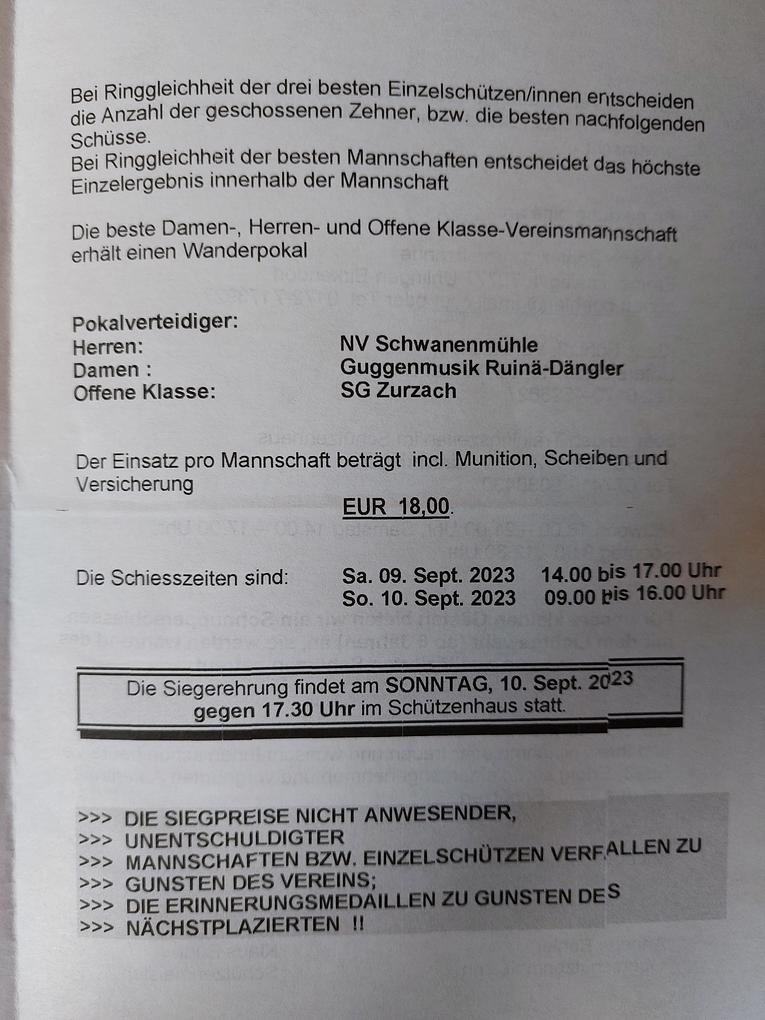 Bei Ringgleichheit der drei besten Einzelschützen/innen entscheiden
die Anzahl der geschossenen Zehner, bzw. die besten nachfolgenden
Schüsse.
Bei Ringgleichheit der besten Mannschaften entscheidet das höchste
Einzelergebnis innerhalb der Mannschaft
Die beste Damen-, Herren- und Offene Klasse-Vereinsmannschaft
erhält einen Wanderpokal
Pokalverteidiger:
Herren: NV Schwanenmühle
Damen : Guggenmusik Ruinä-Dängler
Offene Klasse: SG Zurzach
Der Einsatz pro Mannschaft beträgt incl. Munition, Scheiben und
Versicherung
EUR 18,00.
Die Schiesszeiten sind: Sa. 09. Sept. 2023 14.00 bis 17.00 Uhr
So. 10. Sept. 2023 09.00 bis 16.00 Uhr
Die Siegerehrung findet am SONNTAG, 10. Sept. 2023
gegen 17.30 Uhr im Schützenhaus statt.
>>> DIE SIEGPREISE NICHT ANWESENDER,
>>> UNENTSCHULDIGTER
>>> MANNSCHAFTEN BZW. EINZELSCHÜTZEN VERFALLEN ZU
>>> GUNSTEN DES VEREINS;
>>> DIE ERINNERUNGSMEDAILLEN ZU GUNSTEN DES
>>> NÄCHSTPLAZIERTEN !!